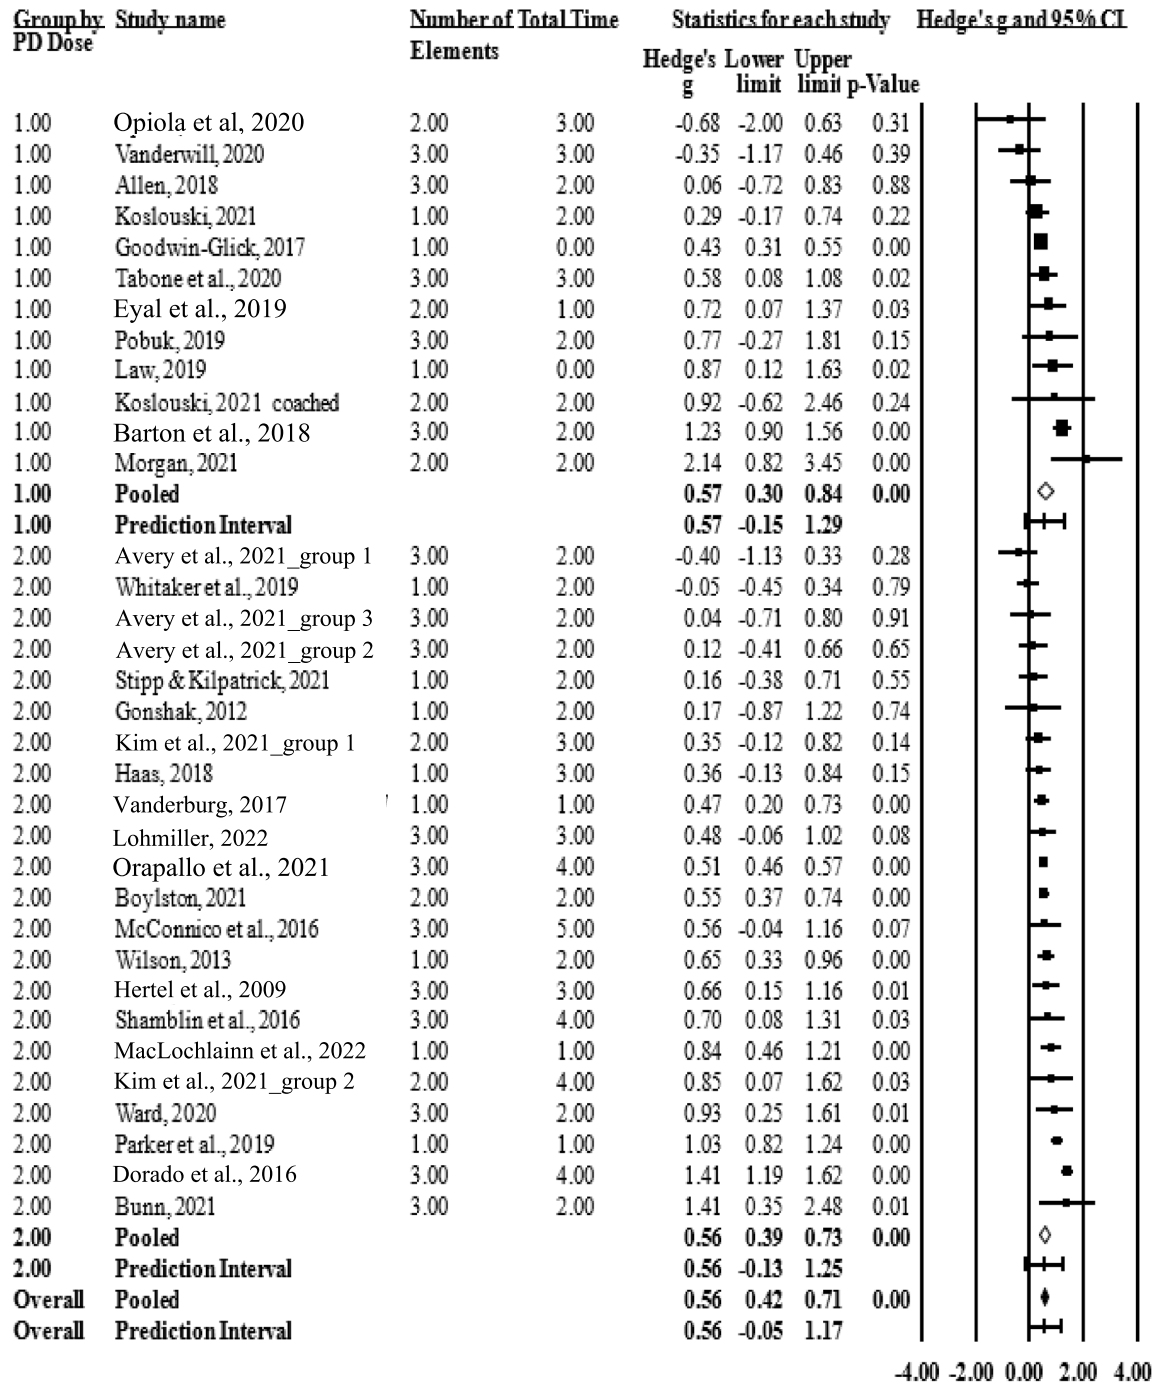 Group by Study name Number of Total Time Statistics for each study Hedge's g and 95% CI
PD Dose Elements
Hedge's Lower Upper
g limit limit p-Value
1.00 Opiola et al, 2020 2.00 3.00 -0.68 -2.00 0.63 0.31
1.00 Vanderwill, 2020 3.00 3.00 -0.35 -1.17 0.46 0.39
1.00 Allen, 2018 3.00 2.00 0.06 -0.72 0.83 0.88
1.00 Koslouski, 2021 1.00 2.00 0.29 -0.17 0.74 0.22
1.00 Goodwin-Glick, 2017 1.00 0.00 0.43 0.31 0.55 0.00
1.00 Tabone et al., 2020 3.00 3.00 0.58 0.08 1.08 0.02
1.00 Eyal et al., 2019 2.00 1.00 0.72 0.07 1.37 0.03
1.00 Pobuk, 2019 3.00 2.00 0.77 -0.27 1.81 0.15
1.00 Law, 2019 1.00 0.00 0.87 0.12 1.63 0.02
1.00 Koslouski, 2021 coached 2.00 2.00 0.92 -0.62 2.46 0.24
1.00 Barton et al., 2018 3.00 2.00 1.23 0.90 1.56 0.00
1.00 Morgan, 2021 2.00 2.00 2.14 0.82 3.45 0.00
1.00 Pooled 0.57 0.30 0.84 0.00
1.00 Prediction Interval 0.57 -0.15 1.29
2.00 Avery et al., 2021_group 1 3.00 2.00 -0.40 -1.13 0.33 0.28
2.00 Whitaker et al., 2019 1.00 2.00 -0.05 -0.45 0.34 0.79
2.00 Avery et al., 2021_group 3 3.00 2.00 0.04 -0.71 0.80 0.91
2.00 Avery et al., 2021_group 2 3.00 2.00 0.12 -0.41 0.66 0.65
2.00 Stipp & Kilpatrick, 2021 1.00 2.00 0.16 -0.38 0.71 0.55
2.00 Gonshak, 2012 1.00 2.00 0.17 -0.87 1.22 0.74
2.00 Kim et al., 2021_group 1 2.00 3.00 0.35 -0.12 0.82 0.14
2.00 Haas, 2018 1.00 3.00 0.36 -0.13 0.84 0.15
2.00 Vanderburg, 2017 1.00 1.00 0.47 0.20 0.73 0.00
2.00 Lohmiller, 2022 3.00 3.00 0.48 -0.06 1.02 0.08
2.00 Orapallo et al., 2021 3.00 4.00 0.51 0.46 0.57 0.00
2.00 Boylston, 2021 2.00 2.00 0.55 0.37 0.74 0.00
2.00 McConnico et al., 2016 3.00 5.00 0.56 -0.04 1.16 0.07
2.00 Wilson, 2013 1.00 2.00 0.65 0.33 0.96 0.00
2.00 Hertel et al., 2009 3.00 3.00 0.66 0.15 1.16 0.01
2.00 Shamblin et al., 2016 3.00 4.00 0.70 0.08 1.31 0.03
2.00 MacLochlainn et al., 2022 1.00 1.00 0.84 0.46 1.21 0.00
2.00 Kim et al., 2021_group 2 2.00 4.00 0.85 0.07 1.62 0.03
2.00 Ward, 2020 3.00 2.00 0.93 0.25 1.61 0.01
2.00 Parker et al., 2019 1.00 1.00 1.03 0.82 1.24 0.00
2.00 Dorado et al., 2016 3.00 4.00 1.41 1.19 1.62 0.00
2.00 Bunn, 2021 3.00 2.00 1.41 0.35 2.48 0.01
2.00 Pooled 0.56 0.39 0.73 0.00
2.00 Prediction Interval 0.56 -0.13 1.25
Overall Pooled 0.56 0.42 0.71 0.00
Overall Prediction Interval 0.56 -0.05 1.17
-4.00 -2.00 0.00 2.00 4.00